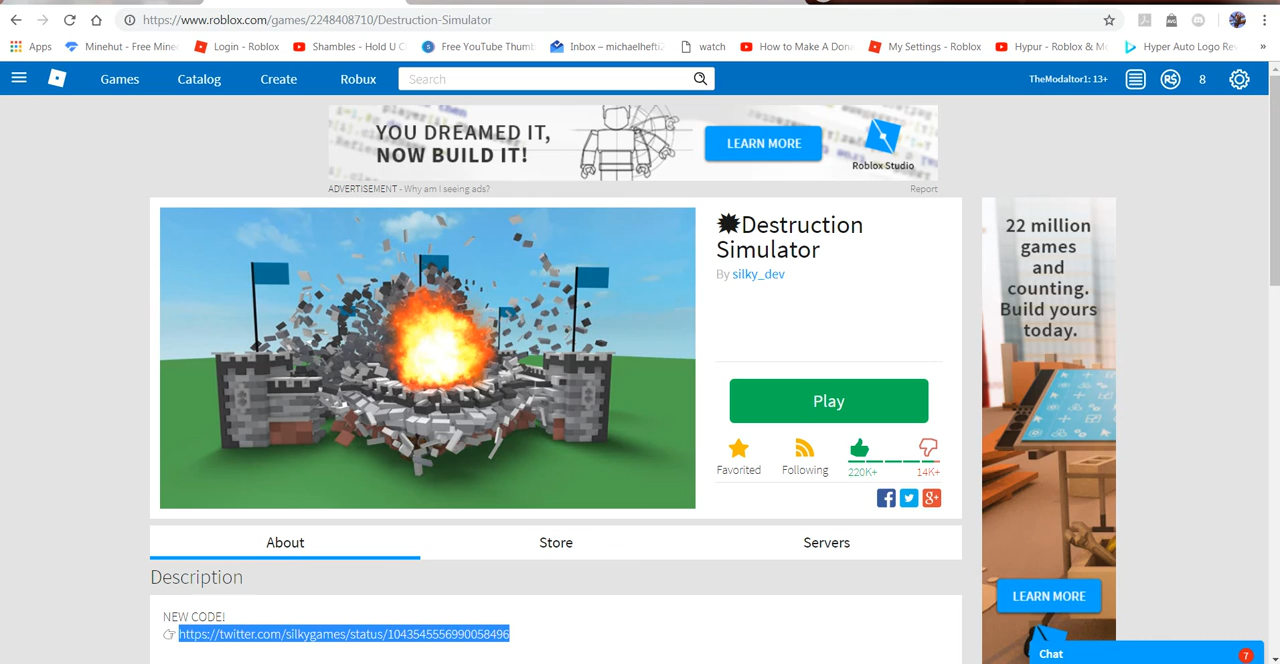 https://www.roblox.com/games/2248408710/Destruction-Simulator
Apps
Minehut - Free Mine
Login - Roblox
Shambles - Hold U C
Free YouTube Thumb
Inbox – michaelhefti2
watch
How to Make A Dona
My Settings - Roblox
Hypur - Roblox & M
Hyper Auto Logo Re
»
Games
Catalog
Create
Robux
Search
TheModaltor1: 13+
R$
8
YOU DREAMED IT,
NOW BUILD IT!
LEARN MORE
Roblox Studio
ADVERTISEMENT - Why am I seeing ads?
Report
Destruction
Simulator
By silky_dev
Play
Favorited
Following
220K+
14K+
About
Store
Servers
Description
NEW CODE!
https://twitter.com/silkygames/status/1043545556990058496
22 million
games
and
counting.
Build yours
today.
LEARN MORE
Chat
7